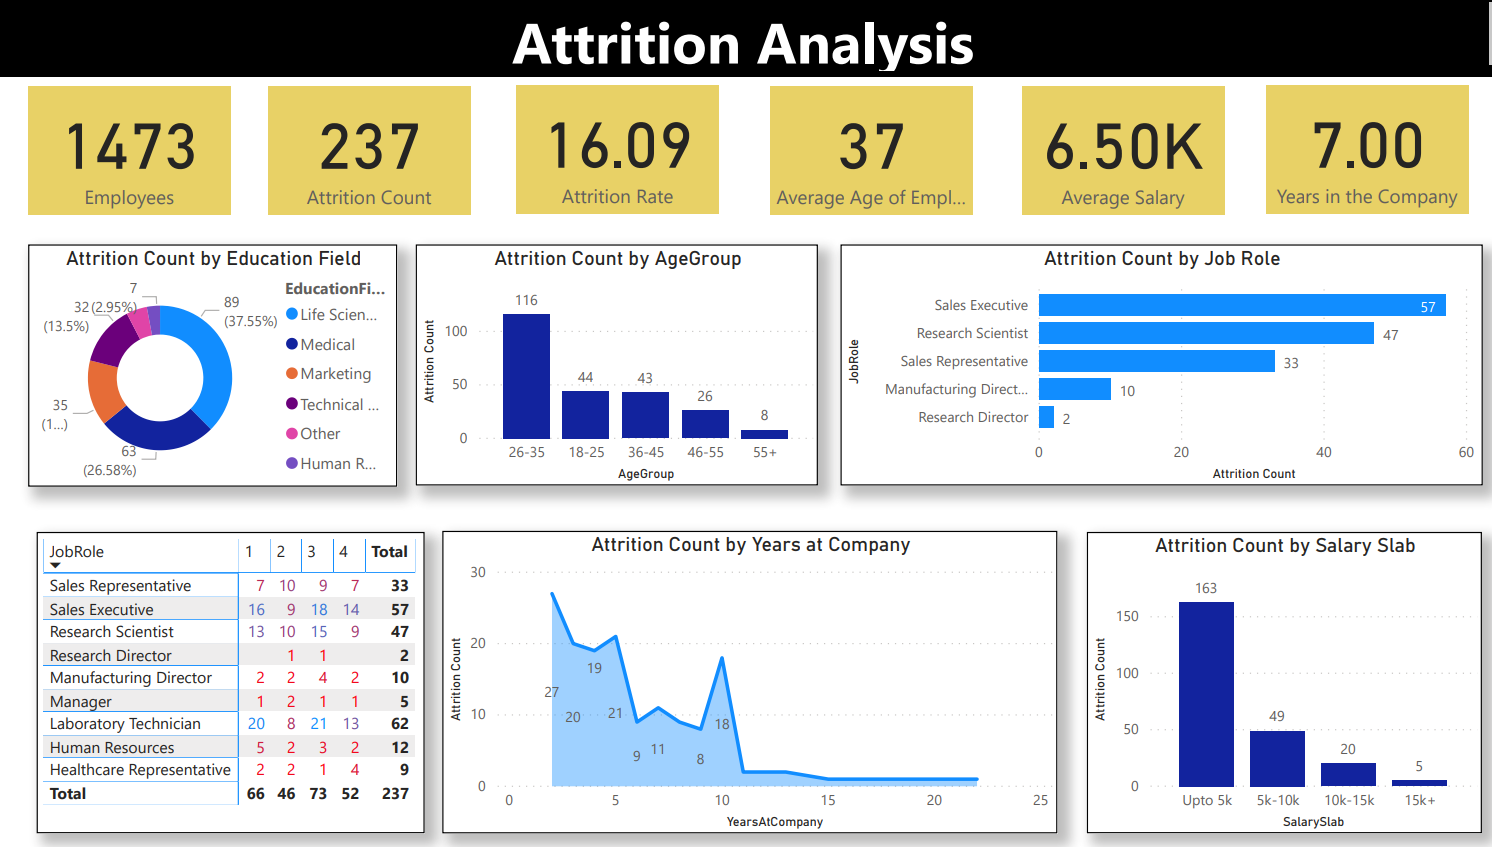 Attrition Analysis
1473
Employees
237
Attrition Count
16.09
Attrition Rate
37
Average Age of Empl...
6.50K
Average Salary
7.00
Years in the Company
Attrition Count by Education Field
7
(2.95%)
32
(13.5%)
35
(1...)
63
(26.58%)
89
(37.55%)
EducationFi...
Life Scien...
Medical
Marketing
Technical ...
Other
Human R...
Attrition Count by AgeGroup
Attrition Count
100
50
0
116
44
43
26
8
26-35 18-25 36-45 46-55 55+
AgeGroup
Attrition Count by Job Role
JobRole
Sales Executive 57
Research Scientist 47
Sales Representative 33
Manufacturing Direct... 10
Research Director 2
0 20 40 60
Attrition Count
JobRole 1 2 3 4 Total
Sales Representative 7 10 9 7 33
Sales Executive 16 9 18 14 57
Research Scientist 13 10 15 9 47
Research Director 1 1 2
Manufacturing Director 2 2 4 2 10
Manager 1 2 1 1 5
Laboratory Technician 20 8 21 13 62
Human Resources 5 2 3 2 12
Healthcare Representative 2 2 1 4 9
Total 66 46 73 52 237
Attrition Count by Years at Company
Attrition Count
30
20
10
0
27
20
19
21
9
11
8
18
0 5 10 15 20 25
YearsAtCompany
Attrition Count by Salary Slab
Attrition Count
150
100
50
0
163
49
20
5
Upto 5k 5k-10k 10k-15k 15k+
SalarySlab